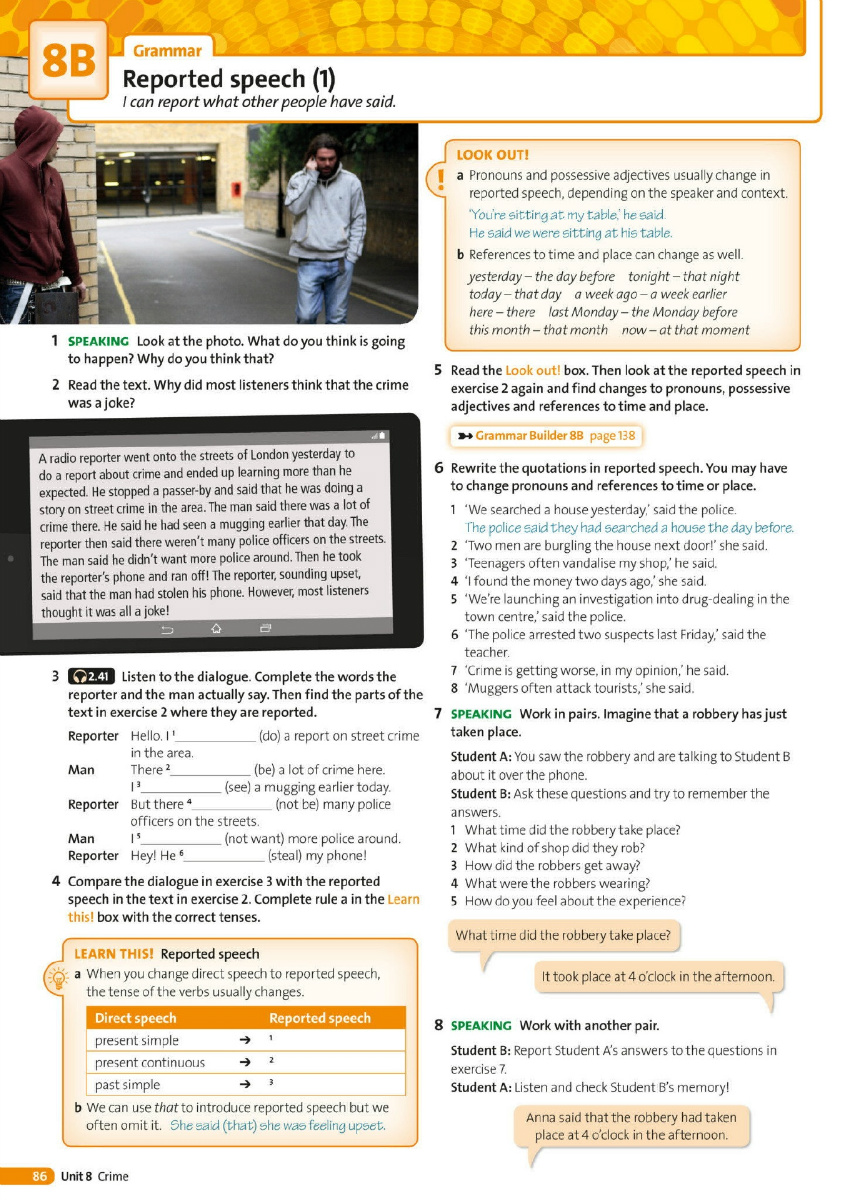 8B
Grammar
Reported speech (1)
I can report what other people have said.
1 SPEAKING Look at the photo. What do you think is going
to happen? Why do you think that?
2 Read the text. Why did most listeners think that the crime
was a joke?
A radio reporter went onto the streets of London yesterday to
do a report about crime and ended up learning more than he
expected. He stopped a passer-by and said that he was doing a
story on street crime in the area. The man said there was a lot of
crime there. He said he had seen a mugging earlier that day. The
reporter then said there weren't many police officers on the streets.
The man said he didn't want more police around. Then he took
the reporter's phone and ran off! The reporter, sounding upset,
said that the man had stolen his phone. However, most listeners
thought it was all a joke!
3 2.41 Listen to the dialogue. Complete the words the
reporter and the man actually say. Then find the parts of the
text in exercise 2 where they are reported.
Reporter Hello. I ¹____________ (do) a report on street crime
in the area.
Man There ²____________ (be) a lot of crime here.
I ³____________ (see) a mugging earlier today.
Reporter But there ⁴____________ (not be) many police
officers on the streets.
Man I ⁵____________ (not want) more police around.
Reporter Hey! He ⁶____________ (steal) my phone!
4 Compare the dialogue in exercise 3 with the reported
speech in the text in exercise 2. Complete rule a in the Learn
this! box with the correct tenses.
LEARN THIS! Reported speech
a When you change direct speech to reported speech,
the tense of the verbs usually changes.
Direct speech Reported speech
present simple → 1
present continuous → 2
past simple → 3
b We can use that to introduce reported speech but we
often omit it. She said (that) she was feeling upset.
LOOK OUT!
!
a Pronouns and possessive adjectives usually change in
reported speech, depending on the speaker and context.
'You're sitting at my table,' he said.
He said we were sitting at his table.
b References to time and place can change as well.
yesterday – the day before tonight – that night
today – that day a week ago – a week earlier
here – there last Monday – the Monday before
this month – that month now – at that moment
5 Read the Look out! box. Then look at the reported speech in
exercise 2 again and find changes to pronouns, possessive
adjectives and references to time and place.
Grammar Builder 8B page 138
6 Rewrite the quotations in reported speech. You may have
to change pronouns and references to time or place.
1 'We searched a house yesterday,' said the police.
The police said they had searched a house the day before.
2 'Two men are burgling the house next door!' she said.
3 'Teenagers often vandalise my shop,' he said.
4 'I found the money two days ago,' she said.
5 'We're launching an investigation into drug-dealing in the
town centre,' said the police.
6 'The police arrested two suspects last Friday,' said the
teacher.
7 'Crime is getting worse, in my opinion,' he said.
8 'Muggers often attack tourists,' she said.
7 SPEAKING Work in pairs. Imagine that a robbery has just
taken place.
Student A: You saw the robbery and are talking to Student B
about it over the phone.
Student B: Ask these questions and try to remember the
answers.
1 What time did the robbery take place?
2 What kind of shop did they rob?
3 How did the robbers get away?
4 What were the robbers wearing?
5 How do you feel about the experience?
What time did the robbery take place?
It took place at 4 o'clock in the afternoon.
8 SPEAKING Work with another pair.
Student B: Report Student A's answers to the questions in
exercise 7.
Student A: Listen and check Student B's memory!
Anna said that the robbery had taken
place at 4 o'clock in the afternoon.
86 Unit 8 Crime